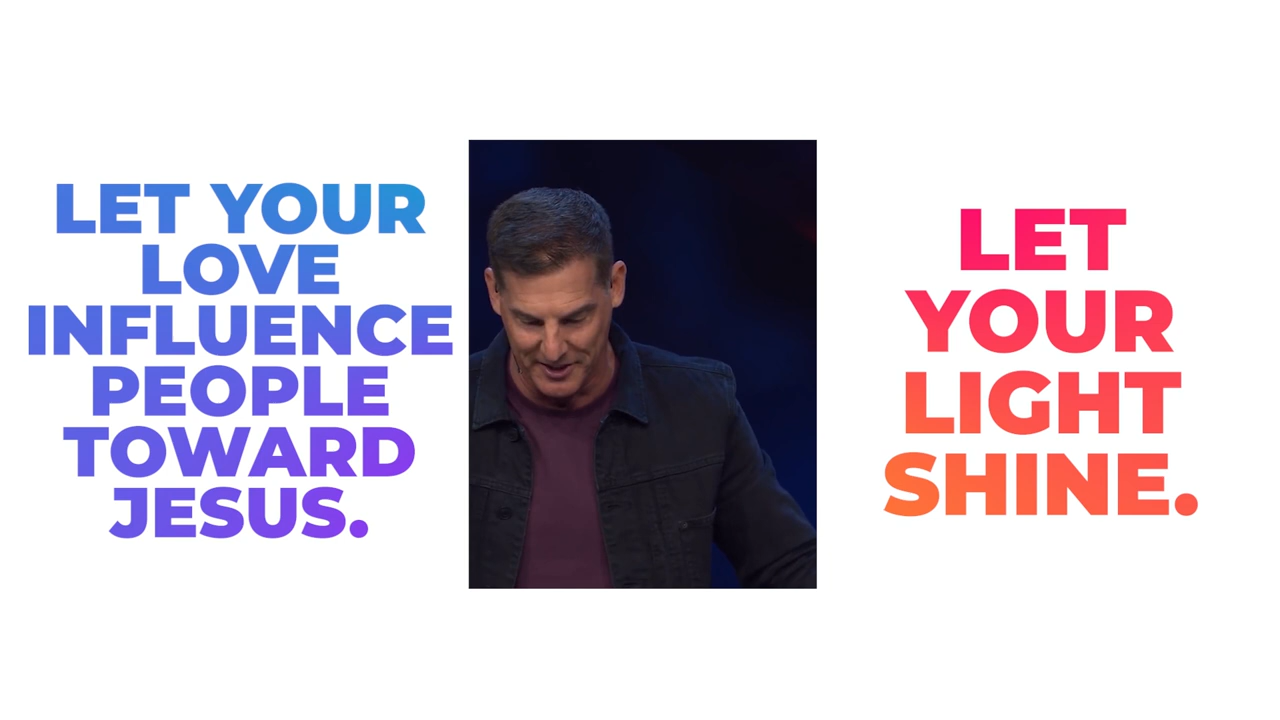 LET YOUR
LOVE
INFLUENCE
PEOPLE
TOWARD
JESUS.
LET
YOUR
LIGHT
SHINE.